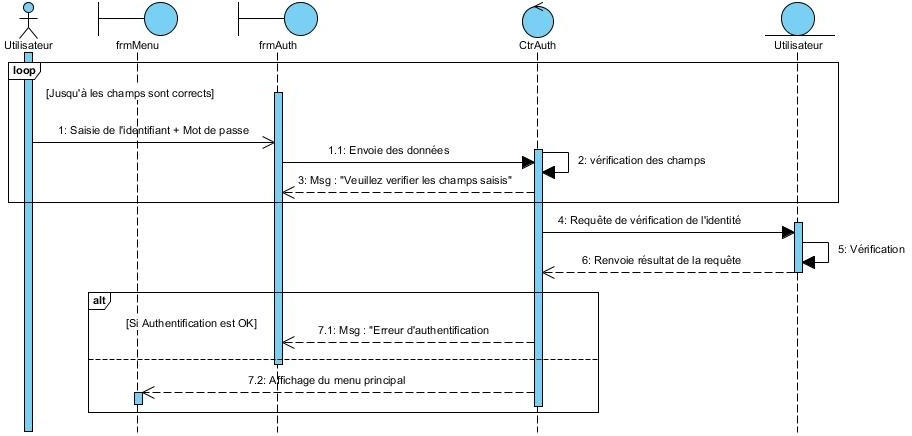 Utilisateur
frmMenu
frmAuth
CtrAuth
Utilisateur
loop
[Jusqu'à les champs sont corrects]
1: Saisie de l'identifiant + Mot de passe
1.1: Envoie des données
2: vérification des champs
3: Msg : "Veuillez verifier les champs saisis"
4: Requête de vérification de l'identité
5: Vérification
6: Renvoie résultat de la requête
alt
[Si Authentification est OK]
7.1: Msg : "Erreur d'authentification
7.2: Affichage du menu principal